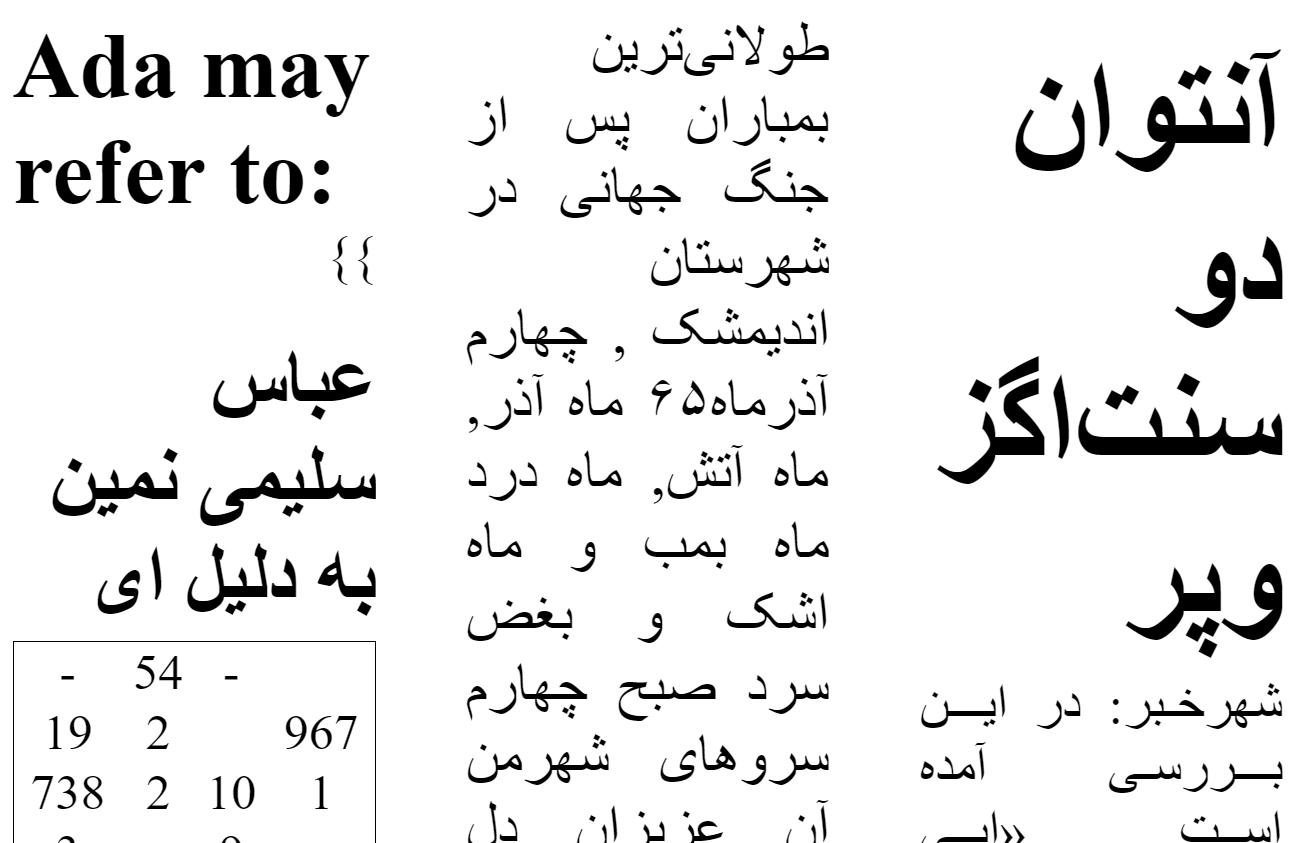 آنتوان
دو
سنت‌اگز
وپر
شهرخبر: در این
بررسی آمده
است «ایی
طولانی‌ترین
بمباران پس از
جنگ جهانی در
شهرستان
اندیمشک , چهارم
آذرماه۶۵ ماه آذر,
ماه آتش, ماه درد
ماه بمب و ماه
اشک و بغض
سرد صبح چهارم
سروهای شهرمن
آن عزیزان دل
Ada may
refer to:
{{
عباس
سلیمی نمین
به دلیل ای
- 54 -
19 2 967
738 2 10 1